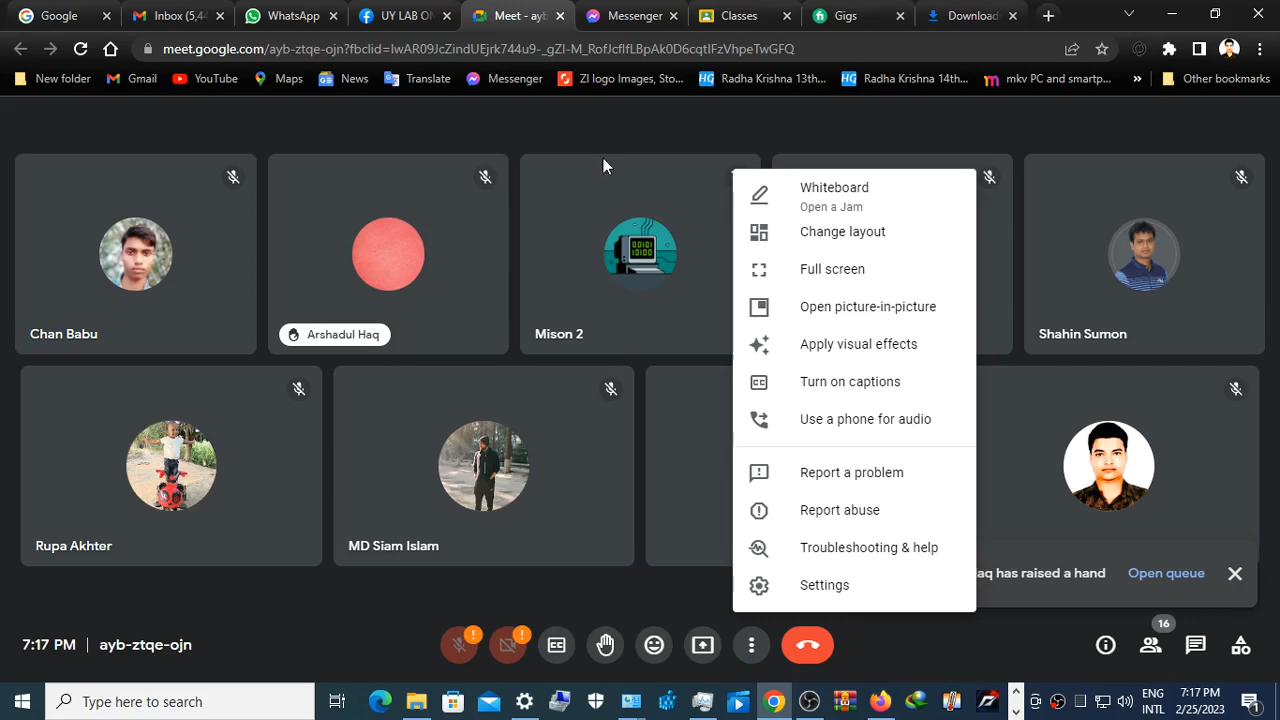 Google
Inbox (5,44
WhatsApp
UY LAB ON
Meet - ayb
Messenger
Classes
Gigs
Download
meet.google.com/ayb-ztqe-ojn?fbclid=IwAR09JcZindUEjrk744u9-_gZI-M_RofJcfIfLBpAk0D6cqtIFzVhpeTwGFQ
New folder
Gmail
YouTube
Maps
News
Translate
Messenger
ZI logo Images, Sto...
Radha Krishna 13th...
Radha Krishna 14th...
mkv PC and smartp...
»
Other bookmarks
Whiteboard
Open a Jam
Change layout
Full screen
Open picture-in-picture
Apply visual effects
Turn on captions
Use a phone for audio
Report a problem
Report abuse
Troubleshooting & help
Settings
Chan Babu
Arshadul Haq
Mison 2
Shahin Sumon
Rupa Akhter
MD Siam Islam
aq has raised a hand
Open queue
7:17 PM | ayb-ztqe-ojn
16
Type here to search
ENG
INTL
7:17 PM
2/25/2023
1